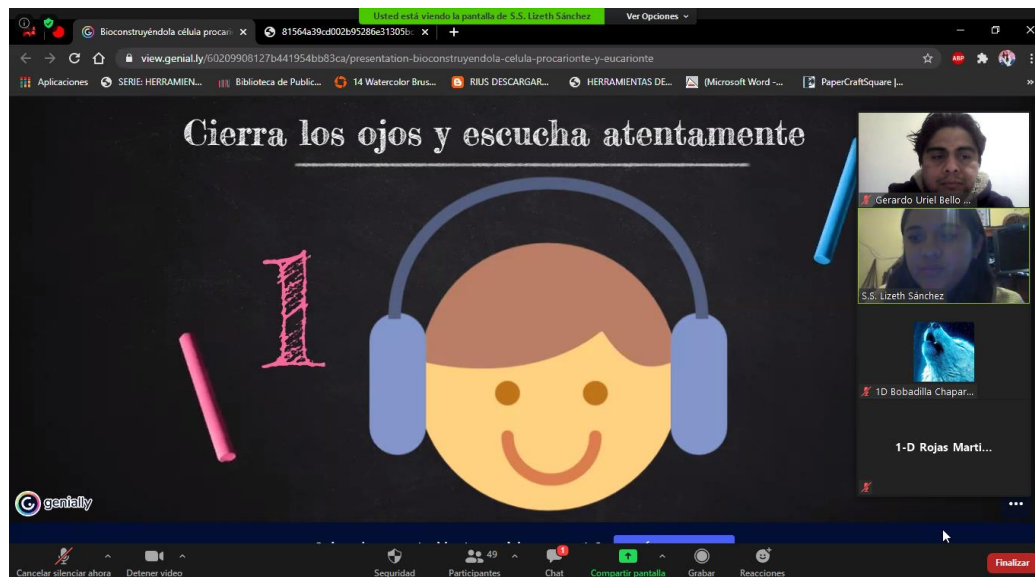 Usted está viendo la pantalla de S.S. Lizeth Sánchez
Ver Opciones
Bioconstruyéndola célula procari
81564a39cd002b95286e31305b
view.genial.ly/60209908127b41954bb83ca/presentation-bioconstruyendola-celula-procarionte-y-eucarionte
ABP
Aplicaciones
SERIE: HERRAMIEN...
Biblioteca de Public...
14 Watercolor Brus...
RIUS DESCARGAR...
HERRAMIENTAS DE...
(Microsoft Word -...
PaperCraftSquare |...
Cierra los ojos y escucha atentamente
1
Gerardo Uriel Bello ...
S.S. Lizeth Sánchez
1D Bobadilla Chapar...
1-D Rojas Marti...
genially
Cancelar silenciar ahora
Detener video
Seguridad
49
Participantes
1
Chat
Compartir pantalla
Grabar
Reacciones
Finalizar